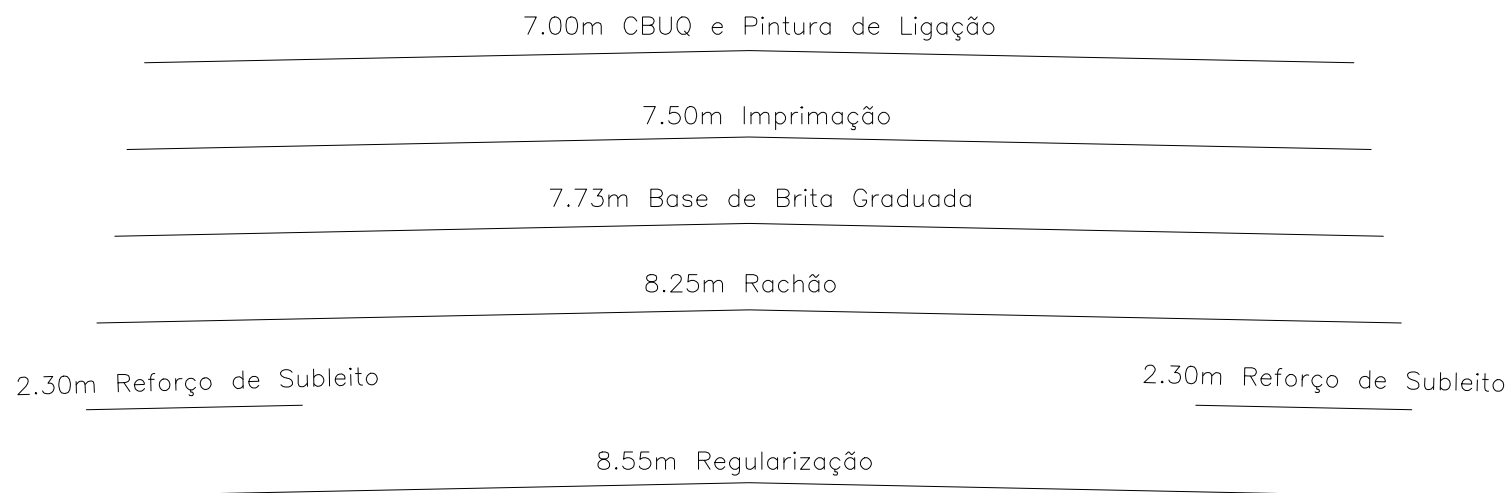 7.00m CBUQ e Pintura de Ligação
7.50m Imprimação
7.73m Base de Brita Graduada
8.25m Rachão
2.30m Reforço de Subleito
2.30m Reforço de Subleito
8.55m Regularização